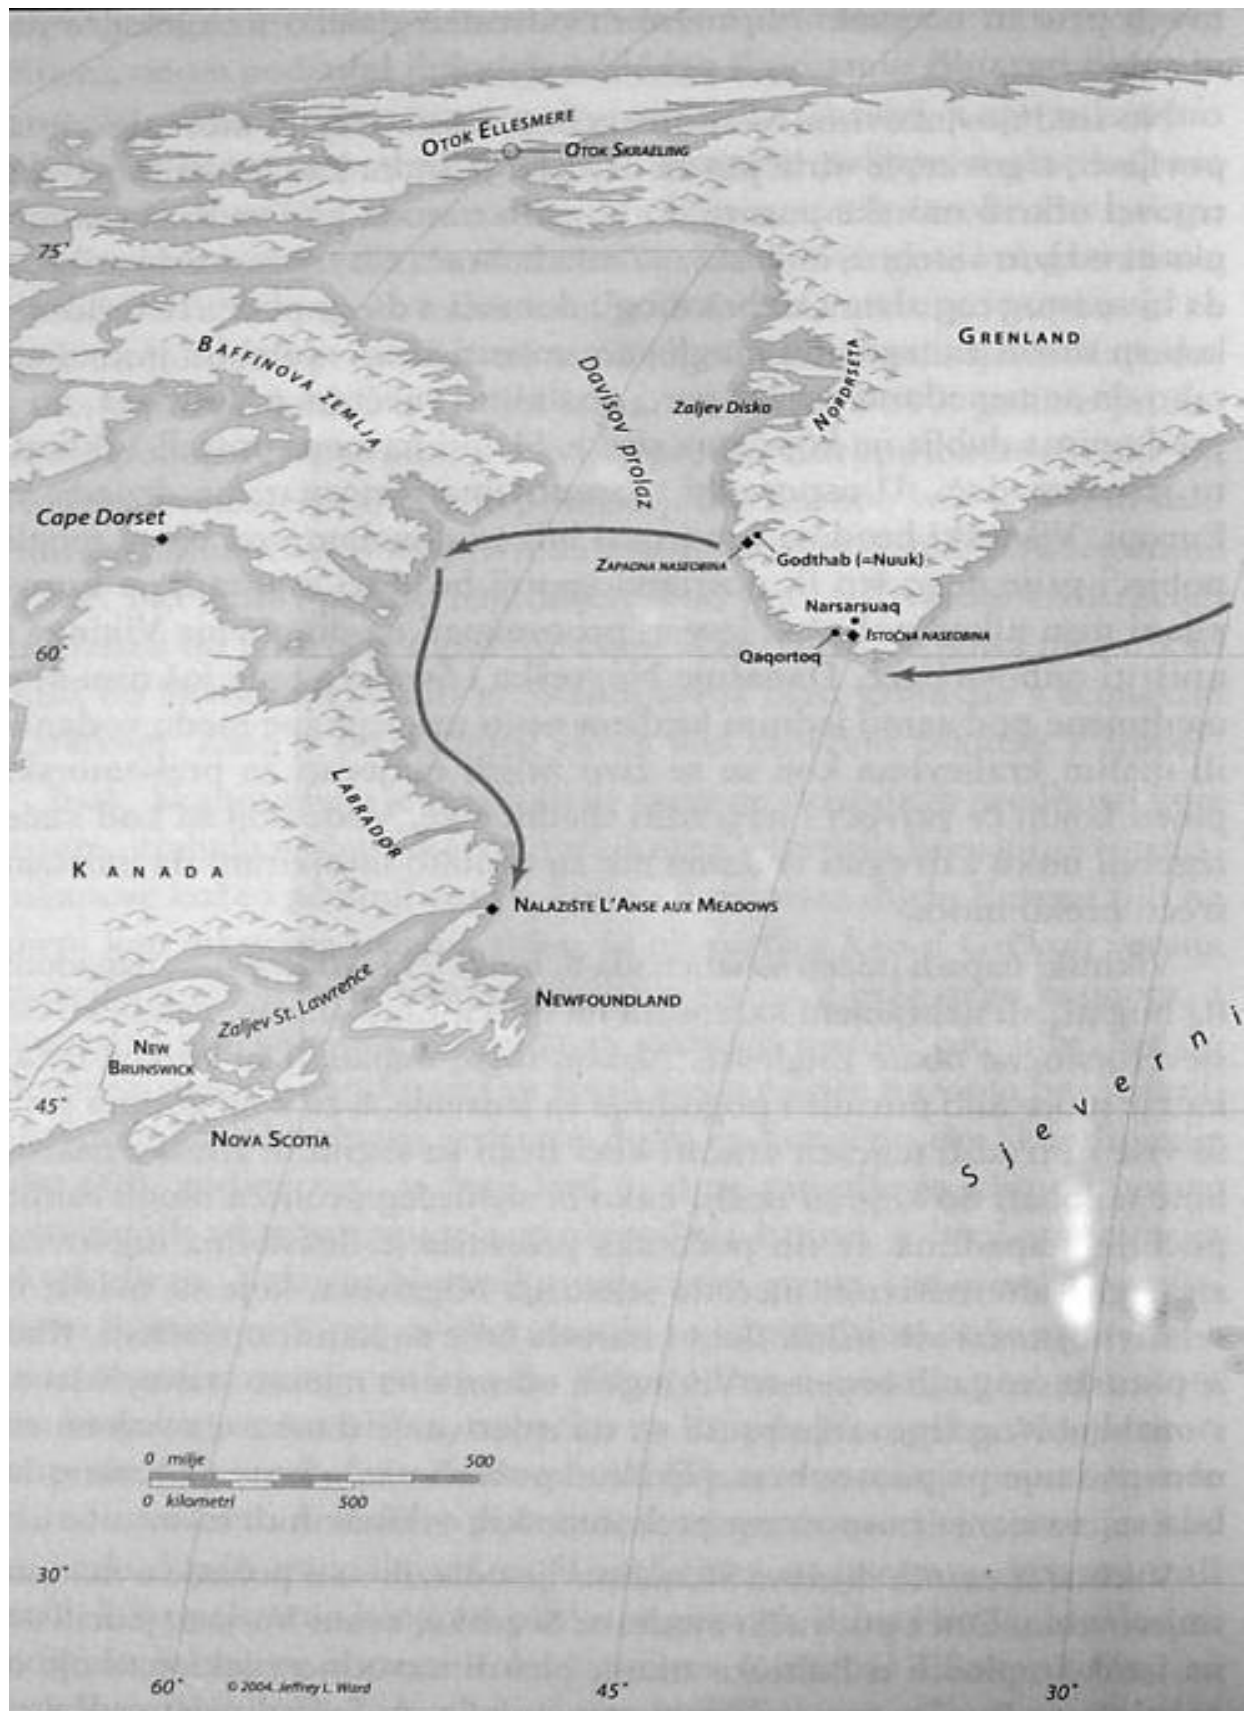 OTOK ELLESMERE
OTOK SKRAELING
75°
GRENLAND
BAFFINOVA ZEMLJA
Davisov prolaz
Zaljev Disko
NORDRSETA
Cape Dorset
ZAPADNA NASEOBINA
Godthab (=Nuuk)
Narsarsuaq
ISTOČNA NASEOBINA
Qaqortoq
60°
LABRADOR
KANADA
NALAZIŠTE L'ANSE AUX MEADOWS
Zaljev St. Lawrence
NEWFOUNDLAND
NEW
BRUNSWICK
45°
NOVA SCOTIA
Sjeverni
0 milje 500
0 kilometri 500
30°
60°
© 2004. Jeffrey L. Ward
45°
30°